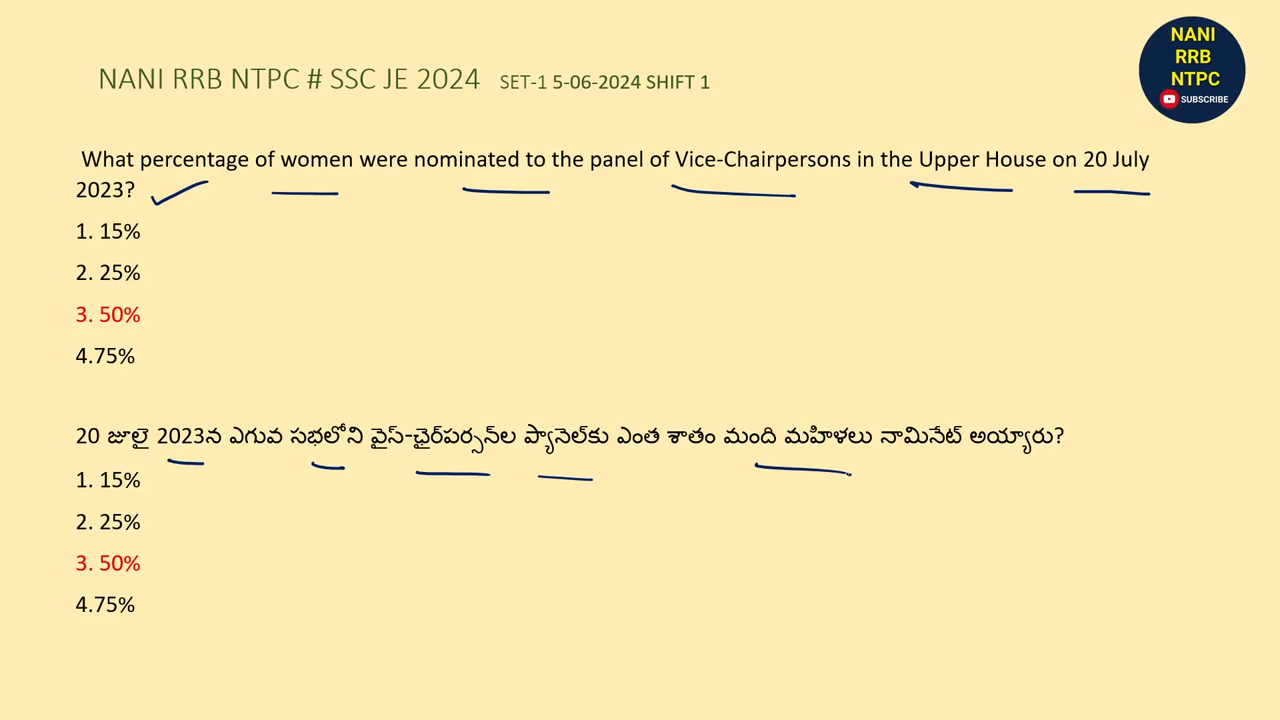 NANI RRB NTPC # SSC JE 2024 SET-1 5-06-2024 SHIFT 1
NANI
RRB
NTPC
SUBSCRIBE
What percentage of women were nominated to the panel of Vice-Chairpersons in the Upper House on 20 July
2023?
1. 15%
2. 25%
3. 50%
4.75%
20 జూలై 2023న ఎగువ సభలోని వైస్-ఛైర్‌పర్సన్‌ల ప్యానెల్‌కు ఎంత శాతం మంది మహిళలు నామినేట్ అయ్యారు?
1. 15%
2. 25%
3. 50%
4.75%